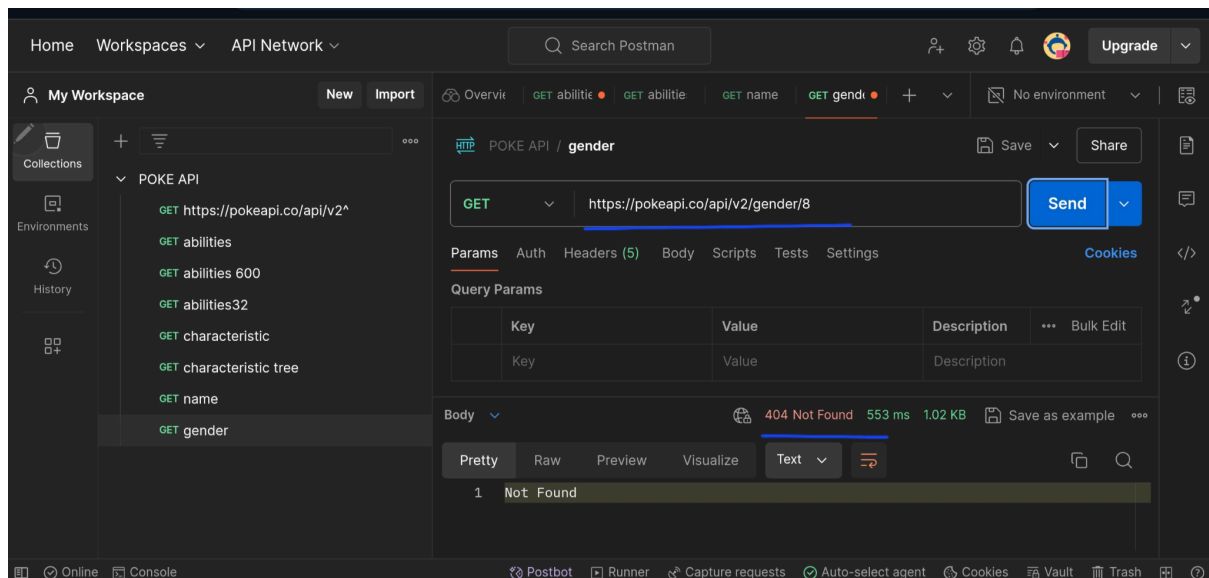 Home Workspaces API Network Search Postman Upgrade
My Workspace New Import Overvie GET abilitie GET abilitie GET name GET gende No environment
Collections
POKE API / gender Save Share
POKE API
GET https://pokeapi.co/api/v2/gender/8 Send
GET https://pokeapi.co/api/v2^
Environments
GET abilities
Params Auth Headers (5) Body Scripts Tests Settings Cookies
GET abilities 600
History
Query Params
GET abilities32
Key Value Description Bulk Edit
GET characteristic
Key Value Description
GET characteristic tree
GET name
Body 404 Not Found 553 ms 1.02 KB Save as example
GET gender
Pretty Raw Preview Visualize Text
1 Not Found
Online Console Postbot Runner Capture requests Auto-select agent Cookies Vault Trash